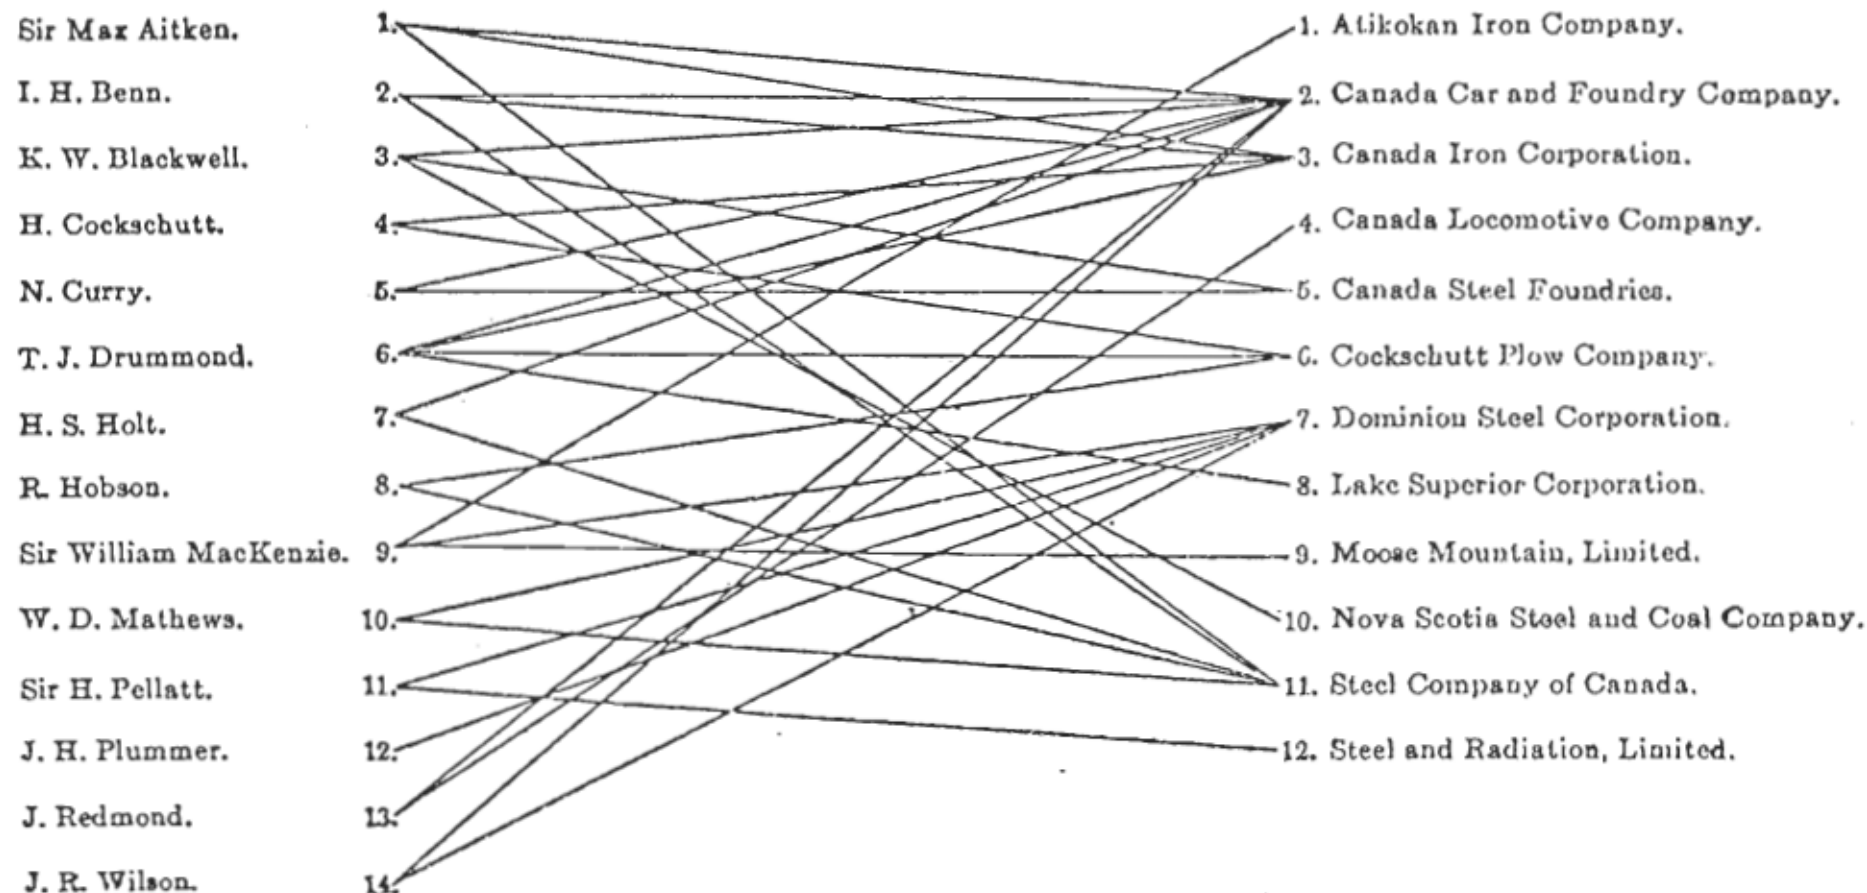 Sir Max Aitken. 1. 1. Atikokan Iron Company.
I. H. Benn. 2. 2. Canada Car and Foundry Company.
K. W. Blackwell. 3. 3. Canada Iron Corporation.
H. Cockschutt. 4. 4. Canada Locomotive Company.
N. Curry. 5. 5. Canada Steel Foundries.
T. J. Drummond. 6. 6. Cockschutt Plow Company.
H. S. Holt. 7. 7. Dominion Steel Corporation.
R. Hobson. 8. 8. Lake Superior Corporation.
Sir William MacKenzie. 9. 9. Moose Mountain, Limited.
W. D. Mathews. 10. 10. Nova Scotia Steel and Coal Company.
Sir H. Pellatt. 11. 11. Steel Company of Canada.
J. H. Plummer. 12. 12. Steel and Radiation, Limited.
J. Redmond. 13.
J. R. Wilson. 14.